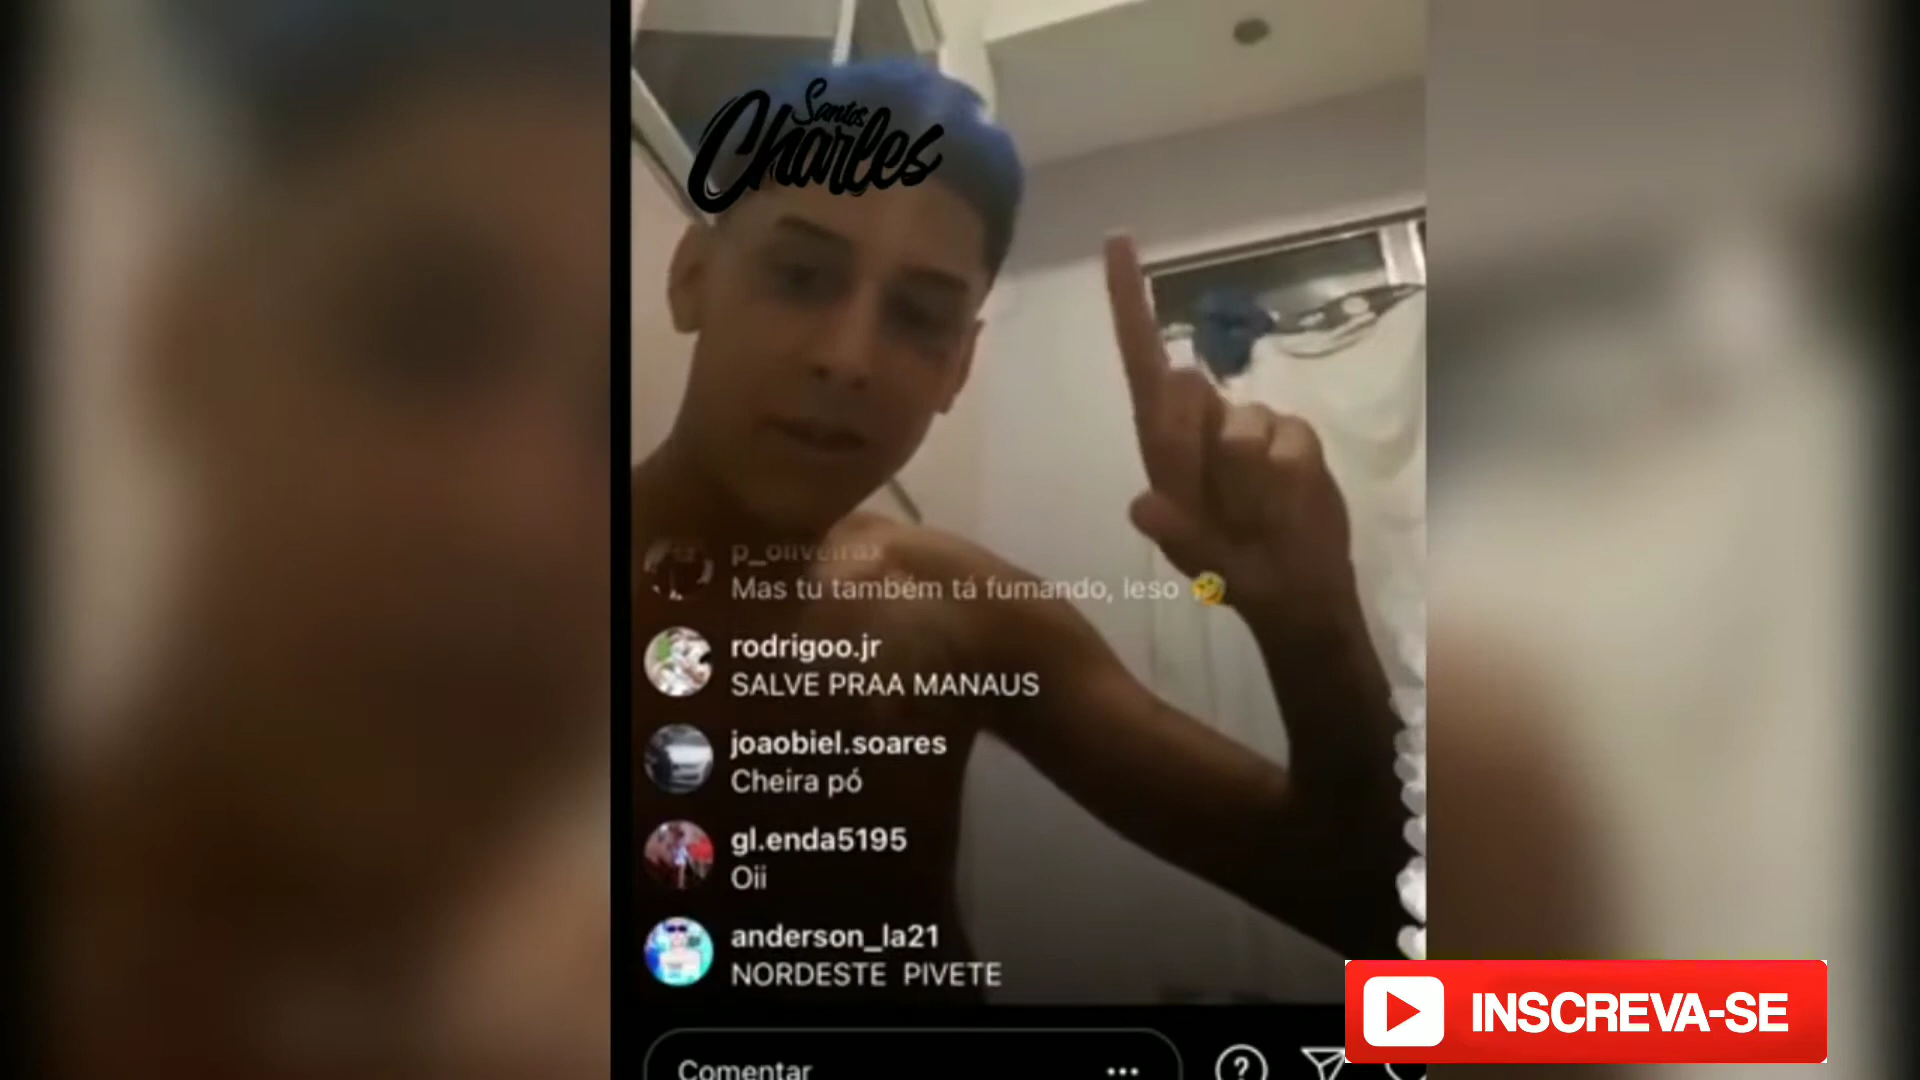 Santos
Charles
p_oliveirax
Mas tu também tá fumando, leso
rodrigoo.jr
SALVE PRAA MANAUS
joaobiel.soares
Cheira pó
gl.enda5195
Oii
anderson_la21
NORDESTE PIVETE
Comentar
INSCREVA-SE